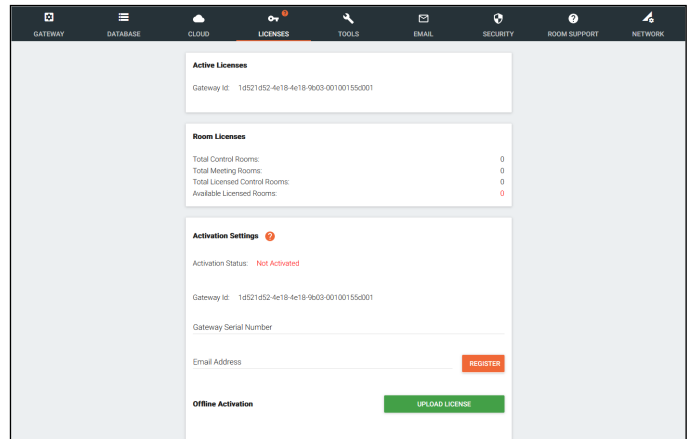 ?
GATEWAY DATABASE CLOUD LICENSES TOOLS EMAIL SECURITY ROOM SUPPORT NETWORK
Active Licenses
Gateway Id: 1d521d52-4e18-4e18-9b03-00100155d001
Room Licenses
Total Control Rooms: 0
Total Meeting Rooms: 0
Total Licensed Control Rooms: 0
Available Licensed Rooms: 0
Activation Settings ?
Activation Status: Not Activated
Gateway Id: 1d521d52-4e18-4e18-9b03-00100155d001
Gateway Serial Number
Email Address REGISTER
Offline Activation UPLOAD LICENSE